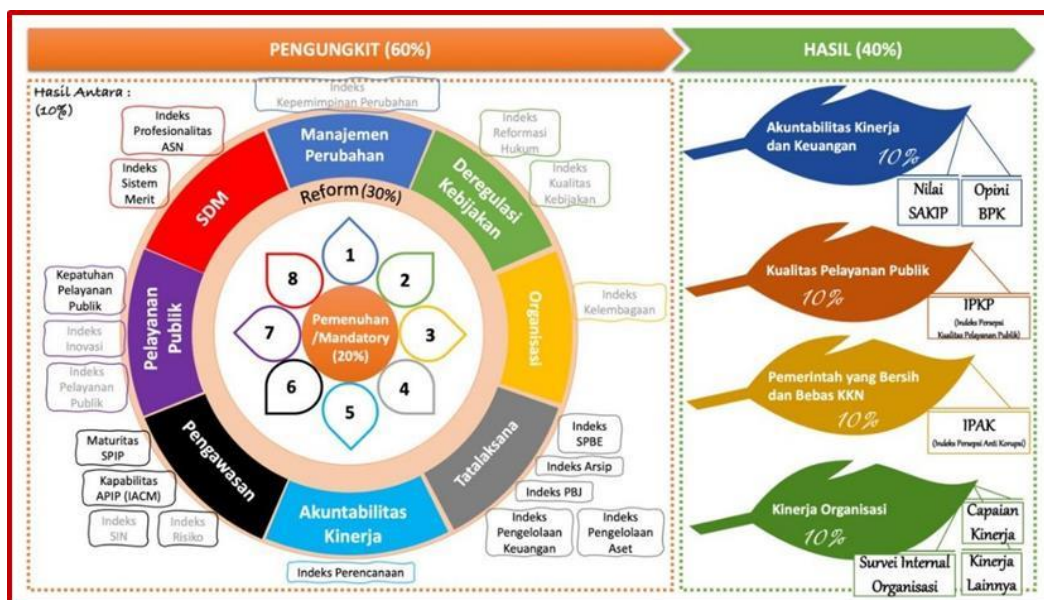 PENGUNGKIT (60%)
HASIL (40%)
Hasil Antara :
(10%)
Indeks
Kepemimpinan Perubahan
Indeks
Profesionalitas
ASN
Indeks
Sistem
Merit
Indeks
Reformasi
Hukum
Indeks
Kualitas
Kebijakan
Manajemen
Perubahan
Deregulasi
Kebijakan
SDM
Reform (30%)
Organisasi
Indeks
Kelembagaan
Pelayanan
Publik
Kepatuhan
Pelayanan
Publik
Indeks
Inovasi
Indeks
Pelayanan
Publik
1
2
3
4
5
6
7
8
Pemenuhan
/Mandatory
(20%)
Pengawasan
Maturitas
SPIP
Kapabilitas
APIP (IACM)
Indeks
SIN
Indeks
Risiko
Akuntabilitas
Kinerja
Indeks Perencanaan
Tatalaksana
Indeks
SPBE
Indeks Arsip
Indeks PBJ
Indeks
Pengelolaan
Keuangan
Indeks
Pengelolaan
Aset
Akuntabilitas Kinerja
dan Keuangan
10%
Nilai
SAKIP
Opini
BPK
Kualitas Pelayanan Publik
10%
IPKP
(Indeks Persepsi
Kualitas Pelayanan Publik)
Pemerintah yang Bersih
dan Bebas KKN
10%
IPAK
(Indeks Persepsi Anti Korupsi)
Kinerja Organisasi
10%
Capaian
Kinerja
Survei Internal
Organisasi
Kinerja
Lainnya